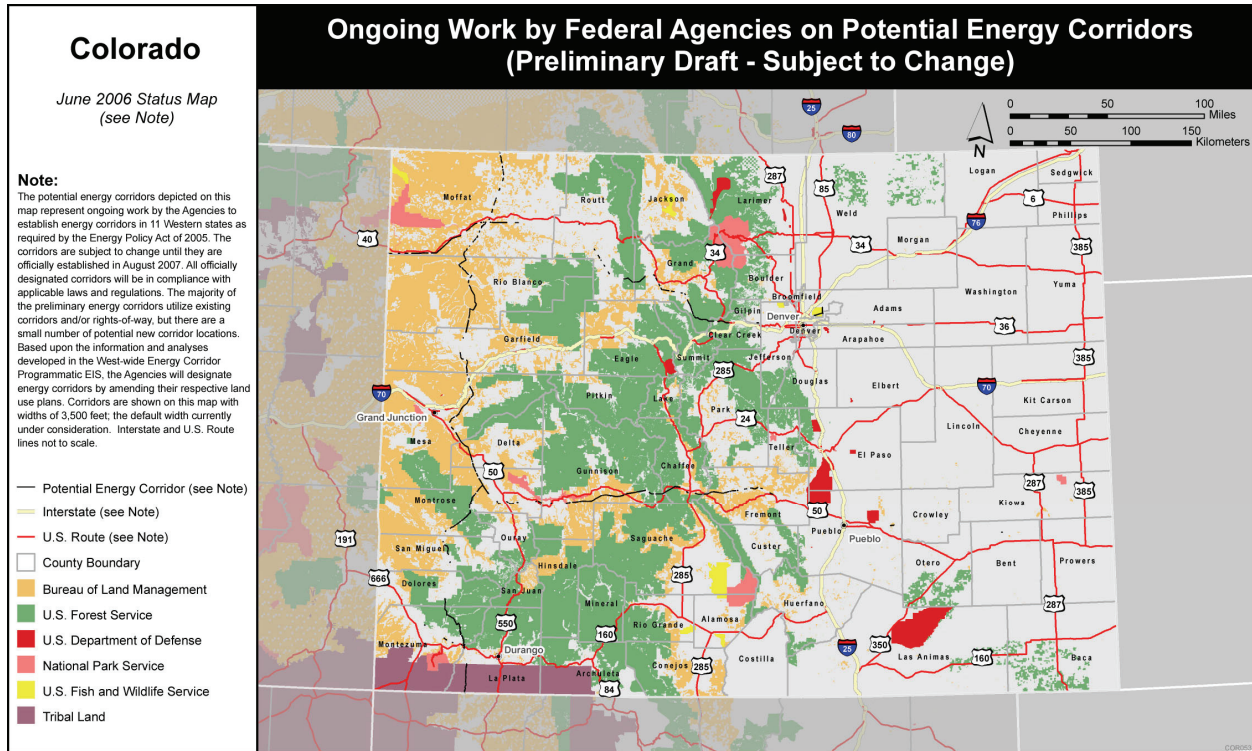 Colorado
June 2006 Status Map
(see Note)
Note:
The potential energy corridors depicted on this
map represent ongoing work by the Agencies to
establish energy corridors in 11 Western states as
required by the Energy Policy Act of 2005. The
corridors are subject to change until they are
officially established in August 2007. All officially
designated corridors will be in compliance with
applicable laws and regulations. The majority of
the preliminary energy corridors utilize existing
corridors and/or rights-of-way, but there are a
small number of potential new corridor locations.
Based upon the information and analyses
developed in the West-wide Energy Corridor
Programmatic EIS, the Agencies will designate
energy corridors by amending their respective land
use plans. Corridors are shown on this map with
widths of 3,500 feet; the default width currently
under consideration. Interstate and U.S. Route
lines not to scale.
Potential Energy Corridor (see Note)
Interstate (see Note)
U.S. Route (see Note)
County Boundary
Bureau of Land Management
U.S. Forest Service
U.S. Department of Defense
National Park Service
U.S. Fish and Wildlife Service
Tribal Land
Ongoing Work by Federal Agencies on Potential Energy Corridors
(Preliminary Draft - Subject to Change)
0 50 100
Miles
0 50 100 150
Kilometers
N
25
80
Logan
Sedgwick
287
85
6
Moffat
Routt
Jackson
Larimer
Weld
Phillips
76
40
34
34
Morgan
385
Grand
Boulder
Rio Blanco
Washington
Yuma
Broomfield
Gilpin
Adams
Denver
Denver
36
Garfield
Clear Creek
Arapahoe
Eagle
Summit
Jefferson
385
285
Douglas
70
Elbert
70
Pitkin
Lake
Kit Carson
Grand Junction
Park
24
Lincoln
Cheyenne
Mesa
Delta
Teller
El Paso
50
Gunnison
Chaffee
287
385
Montrose
Fremont
50
Kiowa
Crowley
Pueblo
Pueblo
191
Ouray
Saguache
San Miguel
Custer
Otero
Bent
Prowers
666
Dolores
Hinsdale
285
San Juan
Mineral
Huerfano
287
550
160
Rio Grande
Alamosa
Montezuma
Durango
25
350
Las Animas
160
Baca
Conejos
285
Costilla
La Plata
Archuleta
84
COR053